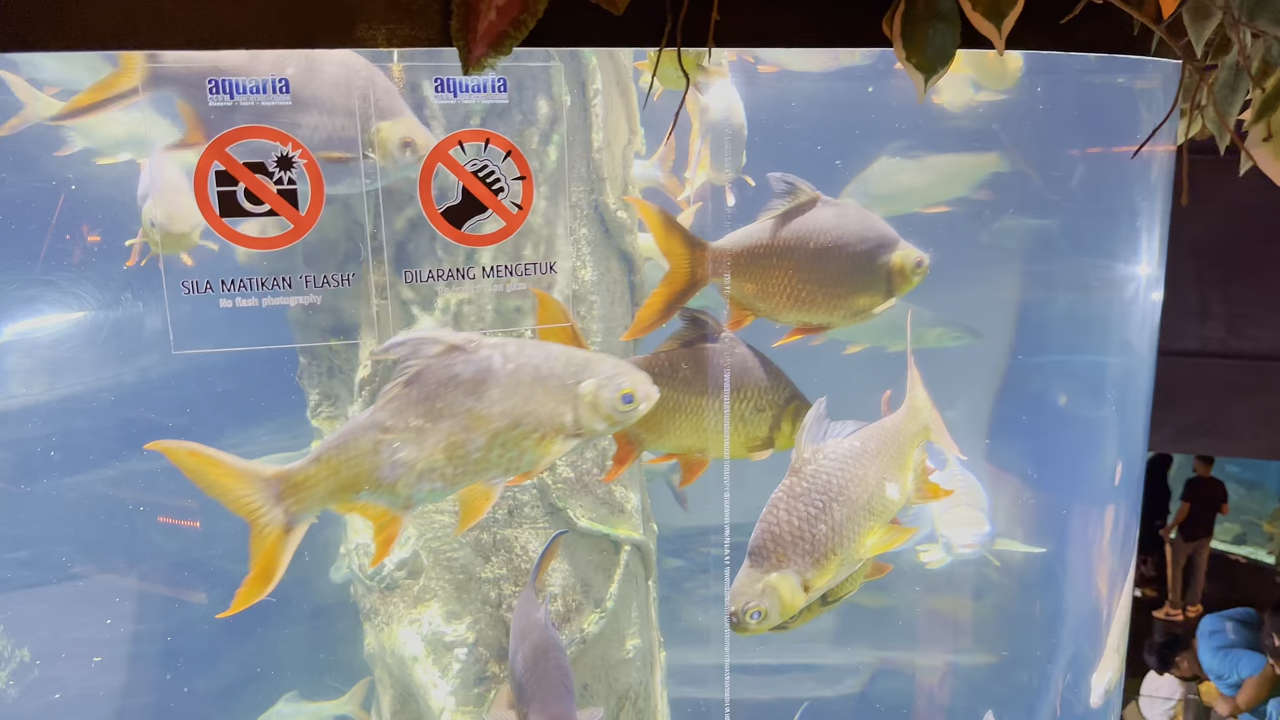 aquaria
SILA MATIKAN ‘FLASH’
No flash photography
aquaria
DILARANG MENGETUK